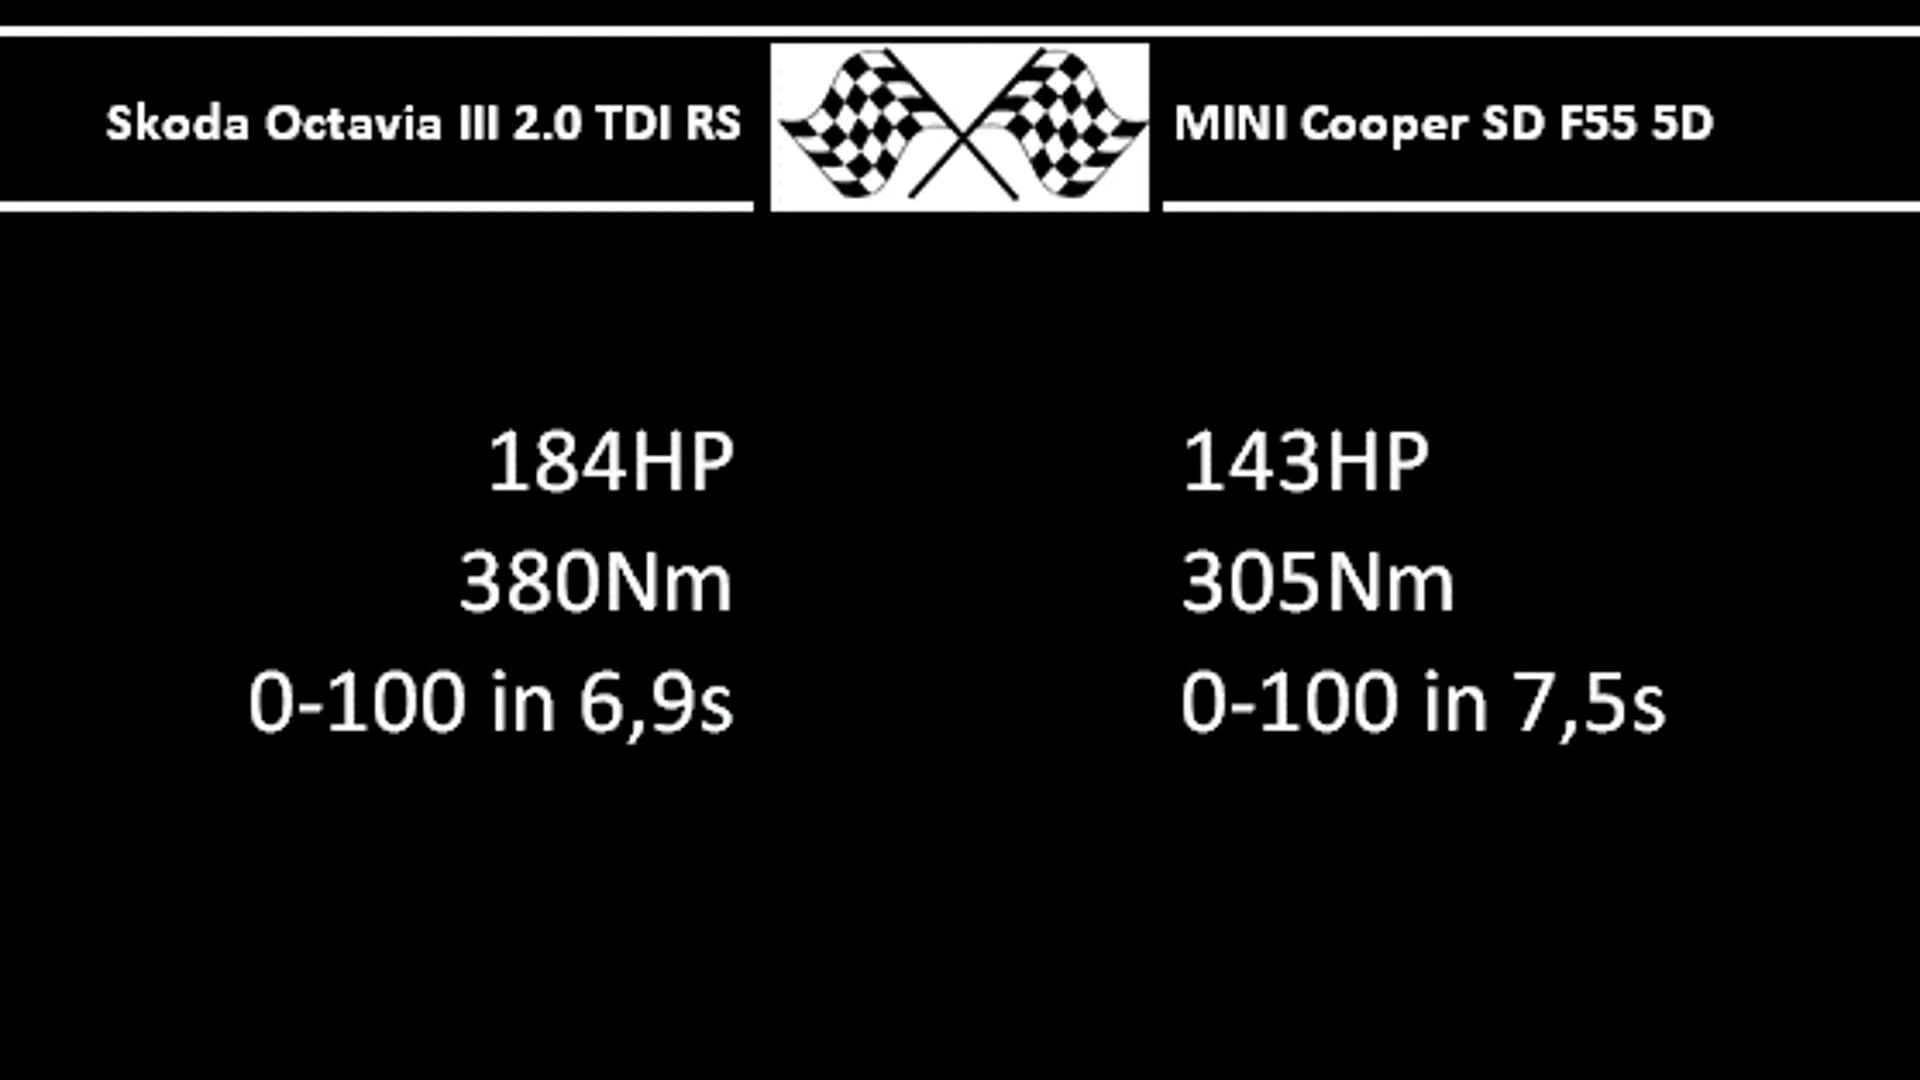 Skoda Octavia III 2.0 TDI RS
MINI Cooper SD F55 5D
184HP
143HP
380Nm
305Nm
0-100 in 6,9s
0-100 in 7,5s